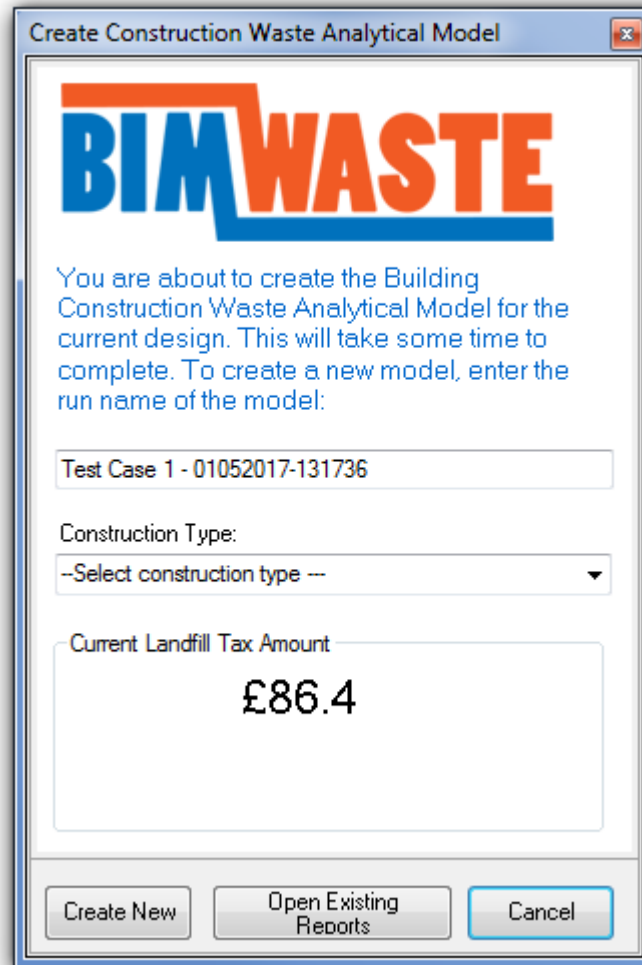 Create Construction Waste Analytical Model
BIMWASTE
You are about to create the Building
Construction Waste Analytical Model for the
current design. This will take some time to
complete. To create a new model, enter the
run name of the model:
Test Case 1 - 01052017-131736
Construction Type:
--Select construction type ---
Current Landfill Tax Amount
£86.4
Create New
Open Existing
Reports
Cancel